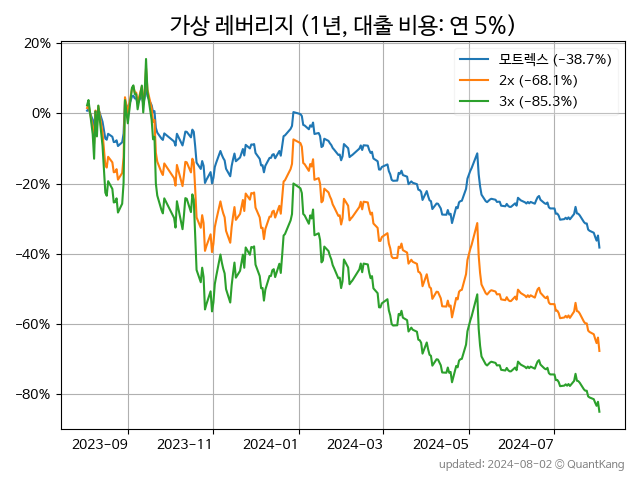 가상 레버리지 (1년, 대출 비용: 연 5%)
모트렉스 (−38.7%)
2x (−68.1%)
3x (−85.3%)
20%
0%
−20%
−40%
−60%
−80%
2023-09
2023-11
2024-01
2024-03
2024-05
2024-07
updated: 2024-08-02 © QuantKang